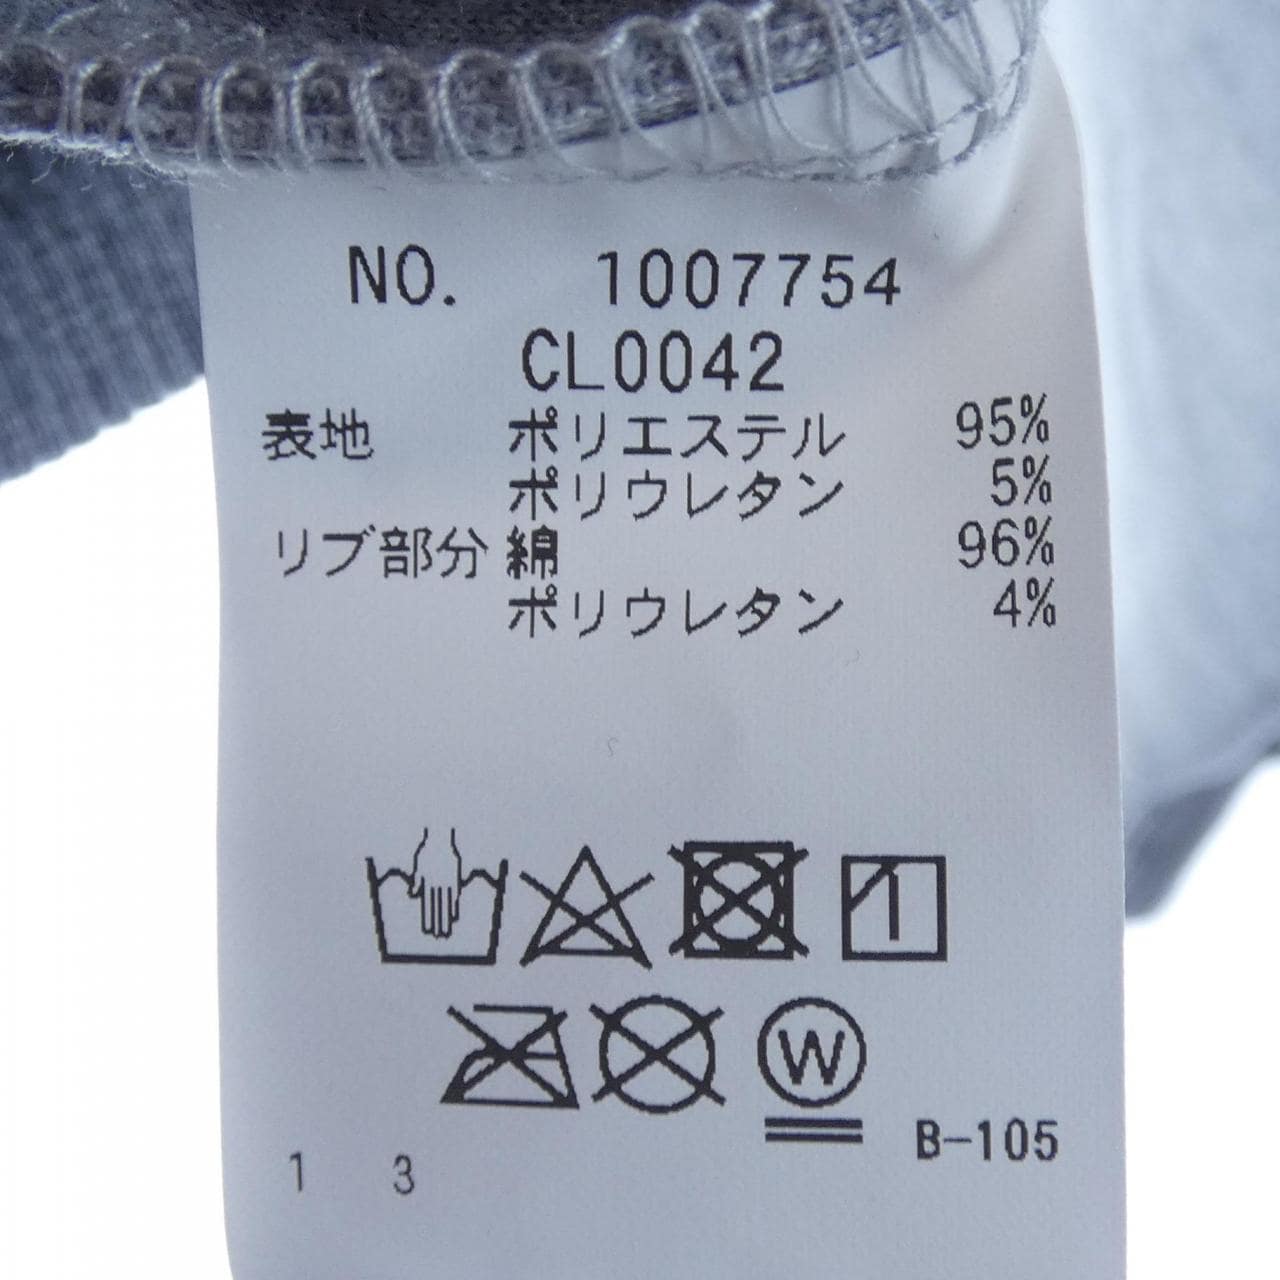 NO. 1007754
CL0042
表地 ポリエステル 95%
ポリウレタン 5%
リブ部分 綿 96%
ポリウレタン 4%
W
B-105
1 3